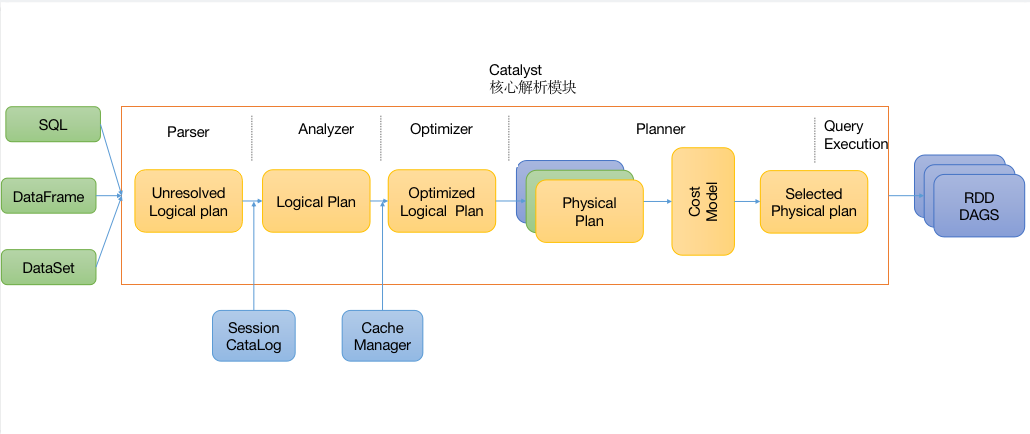 Catalyst
核心解析模块
SQL
DataFrame
DataSet
Parser
Analyzer
Optimizer
Planner
Query
Execution
Unresolved
Logical plan
Logical Plan
Optimized
Logical Plan
Physical
Plan
Cost
Model
Selected
Physical plan
RDD
DAGS
Session
CataLog
Cache
Manager